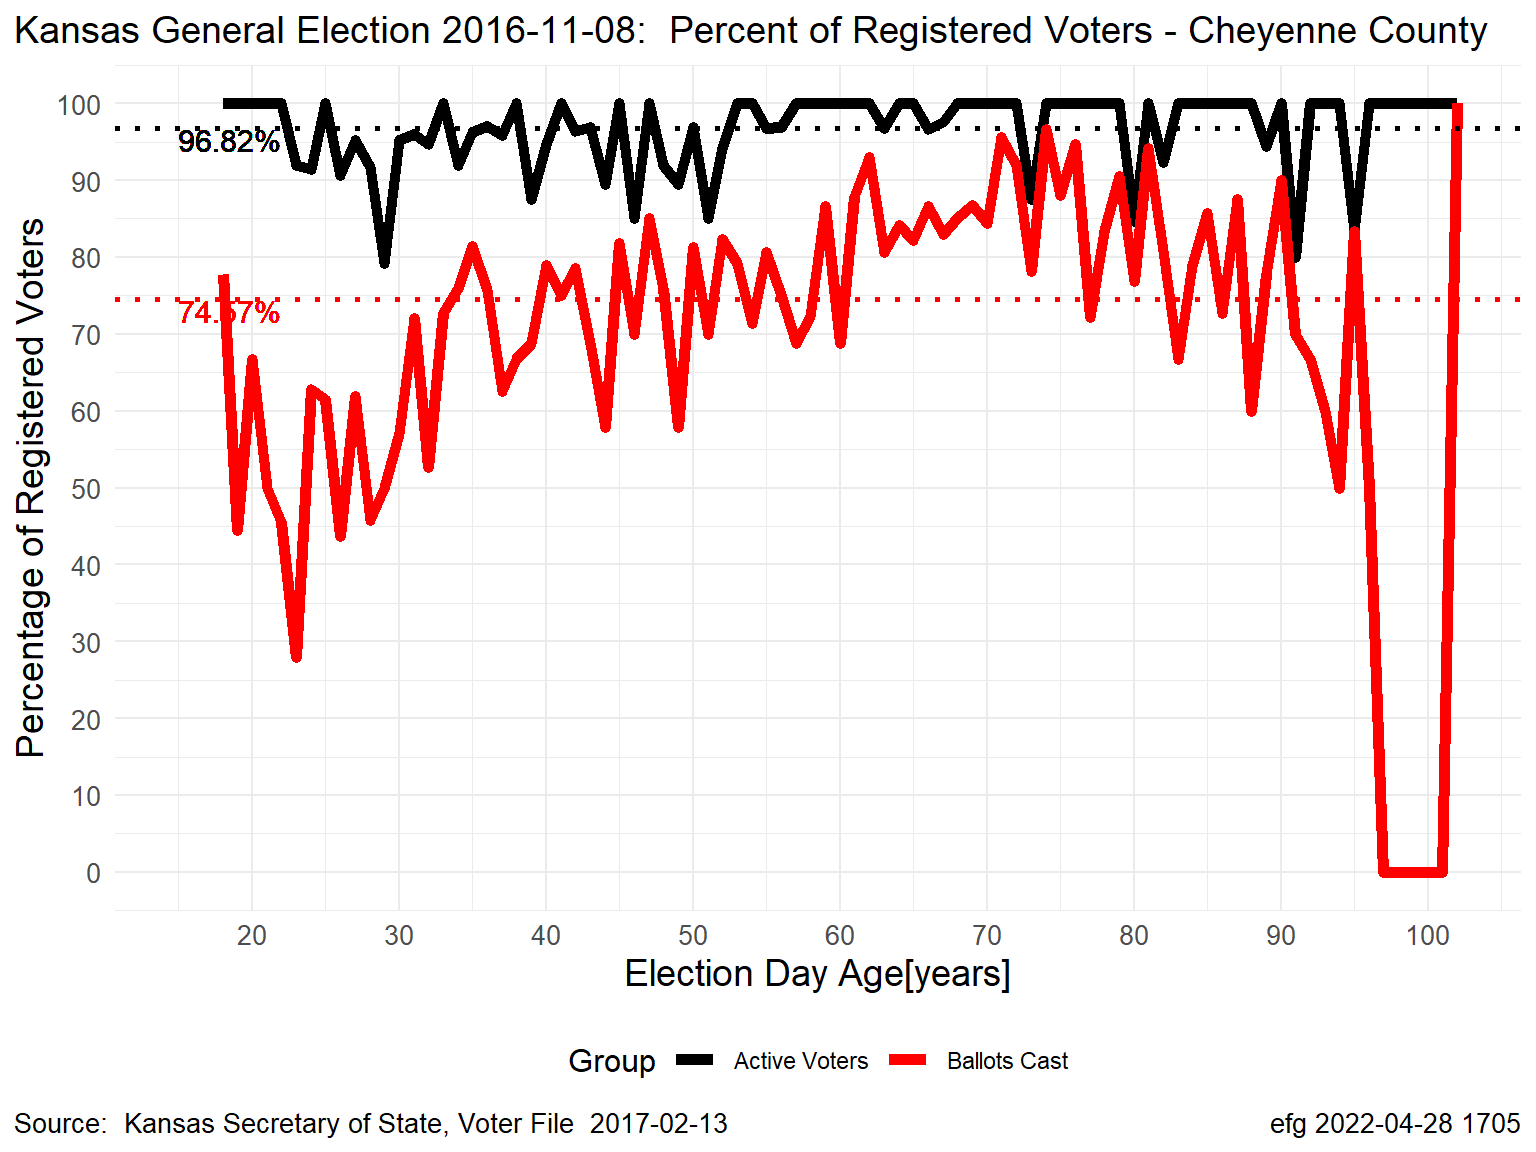 Kansas General Election 2016-11-08:  Percent of Registered Voters - Cheyenne County
Percentage of Registered Voters
100
90
80
70
60
50
40
30
20
10
0
96.82%
74.57%
20 30 40 50 60 70 80 90 100
Election Day Age[years]
Group Active Voters Ballots Cast
Source:  Kansas Secretary of State, Voter File  2017-02-13
efg 2022-04-28 1705